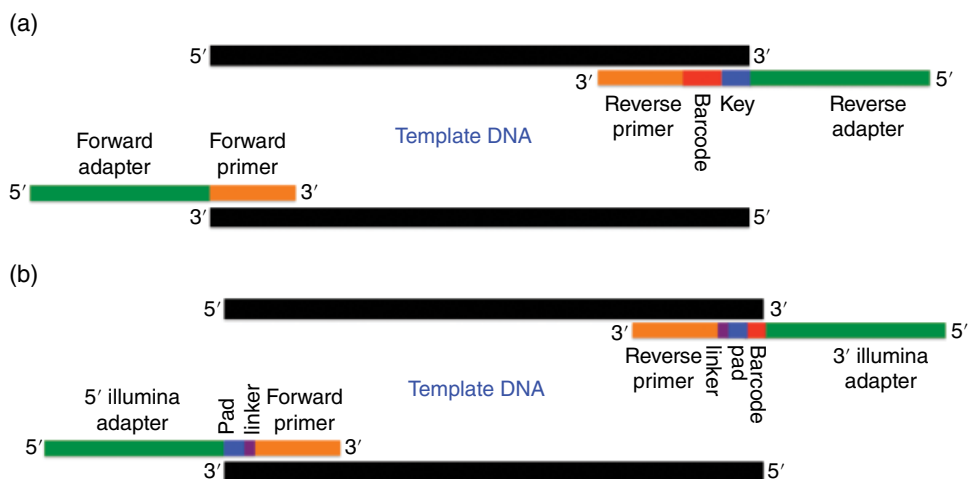 (a)
5′
3′
3′
5′
Reverse primer
Barcode
Key
Reverse adapter
Template DNA
Forward adapter
Forward primer
5′
3′
3′
5′
(b)
5′
3′
3′
5′
Reverse primer
linker
pad
Barcode
3′ illumina adapter
Template DNA
5′ illumina adapter
Pad
linker
Forward primer
5′
3′
3′
5′